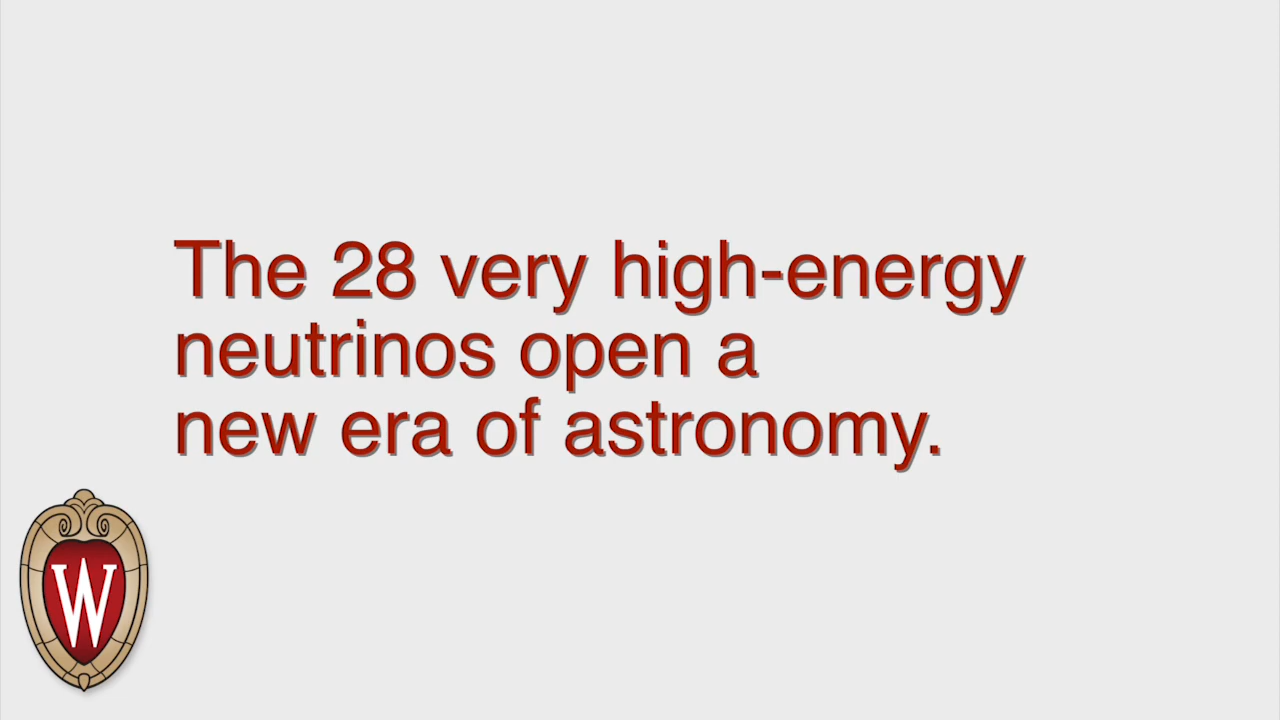 The 28 very high-energy
neutrinos open a
new era of astronomy.
W